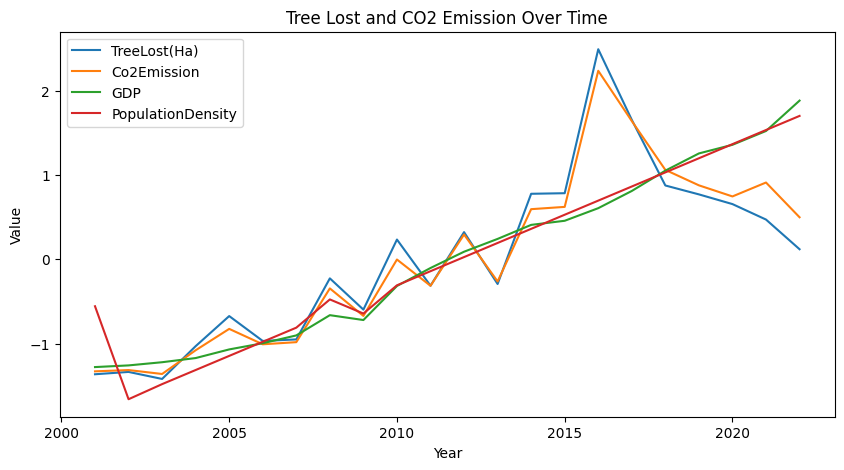 Tree Lost and CO2 Emission Over Time
TreeLost(Ha)
Co2Emission
GDP
PopulationDensity
2
1
0
−1
Value
2000 2005 2010 2015 2020
Year